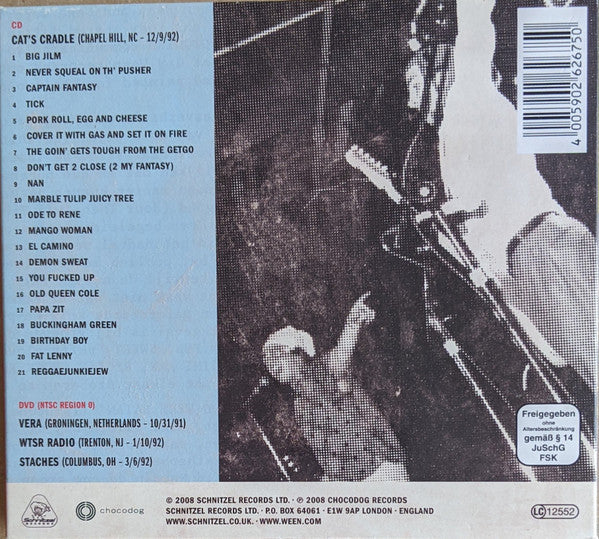 CD
CAT'S CRADLE (CHAPEL HILL, NC - 12/9/92)
1 BIG JILM
2 NEVER SQUEAL ON TH' PUSHER
3 CAPTAIN FANTASY
4 TICK
5 PORK ROLL, EGG AND CHEESE
6 COVER IT WITH GAS AND SET IT ON FIRE
7 THE GOIN' GETS TOUGH FROM THE GETGO
8 DON'T GET 2 CLOSE (2 MY FANTASY)
9 NAN
10 MARBLE TULIP JUICY TREE
11 ODE TO RENE
12 MANGO WOMAN
13 EL CAMINO
14 DEMON SWEAT
15 YOU FUCKED UP
16 OLD QUEEN COLE
17 PAPA ZIT
18 BUCKINGHAM GREEN
19 BIRTHDAY BOY
20 FAT LENNY
21 REGGAEJUNKIEJEW
DVD (NTSC REGION 0)
VERA (GRONINGEN, NETHERLANDS - 10/31/91)
WTSR RADIO (TRENTON, NJ - 1/10/92)
STACHES (COLUMBUS, OH - 3/6/92)
4 005902 626750
Freigegeben
ohne
Altersbeschränkung
gemäß § 14
JuSchG
FSK
chocodog
© 2008 SCHNITZEL RECORDS LTD. · ℗ 2008 CHOCODOG RECORDS
P.O. BOX 64061 · E1W 9AP LONDON · ENGLAND
WWW.SCHNITZEL.CO.UK. · WWW.WEEN.COM
LC 12552